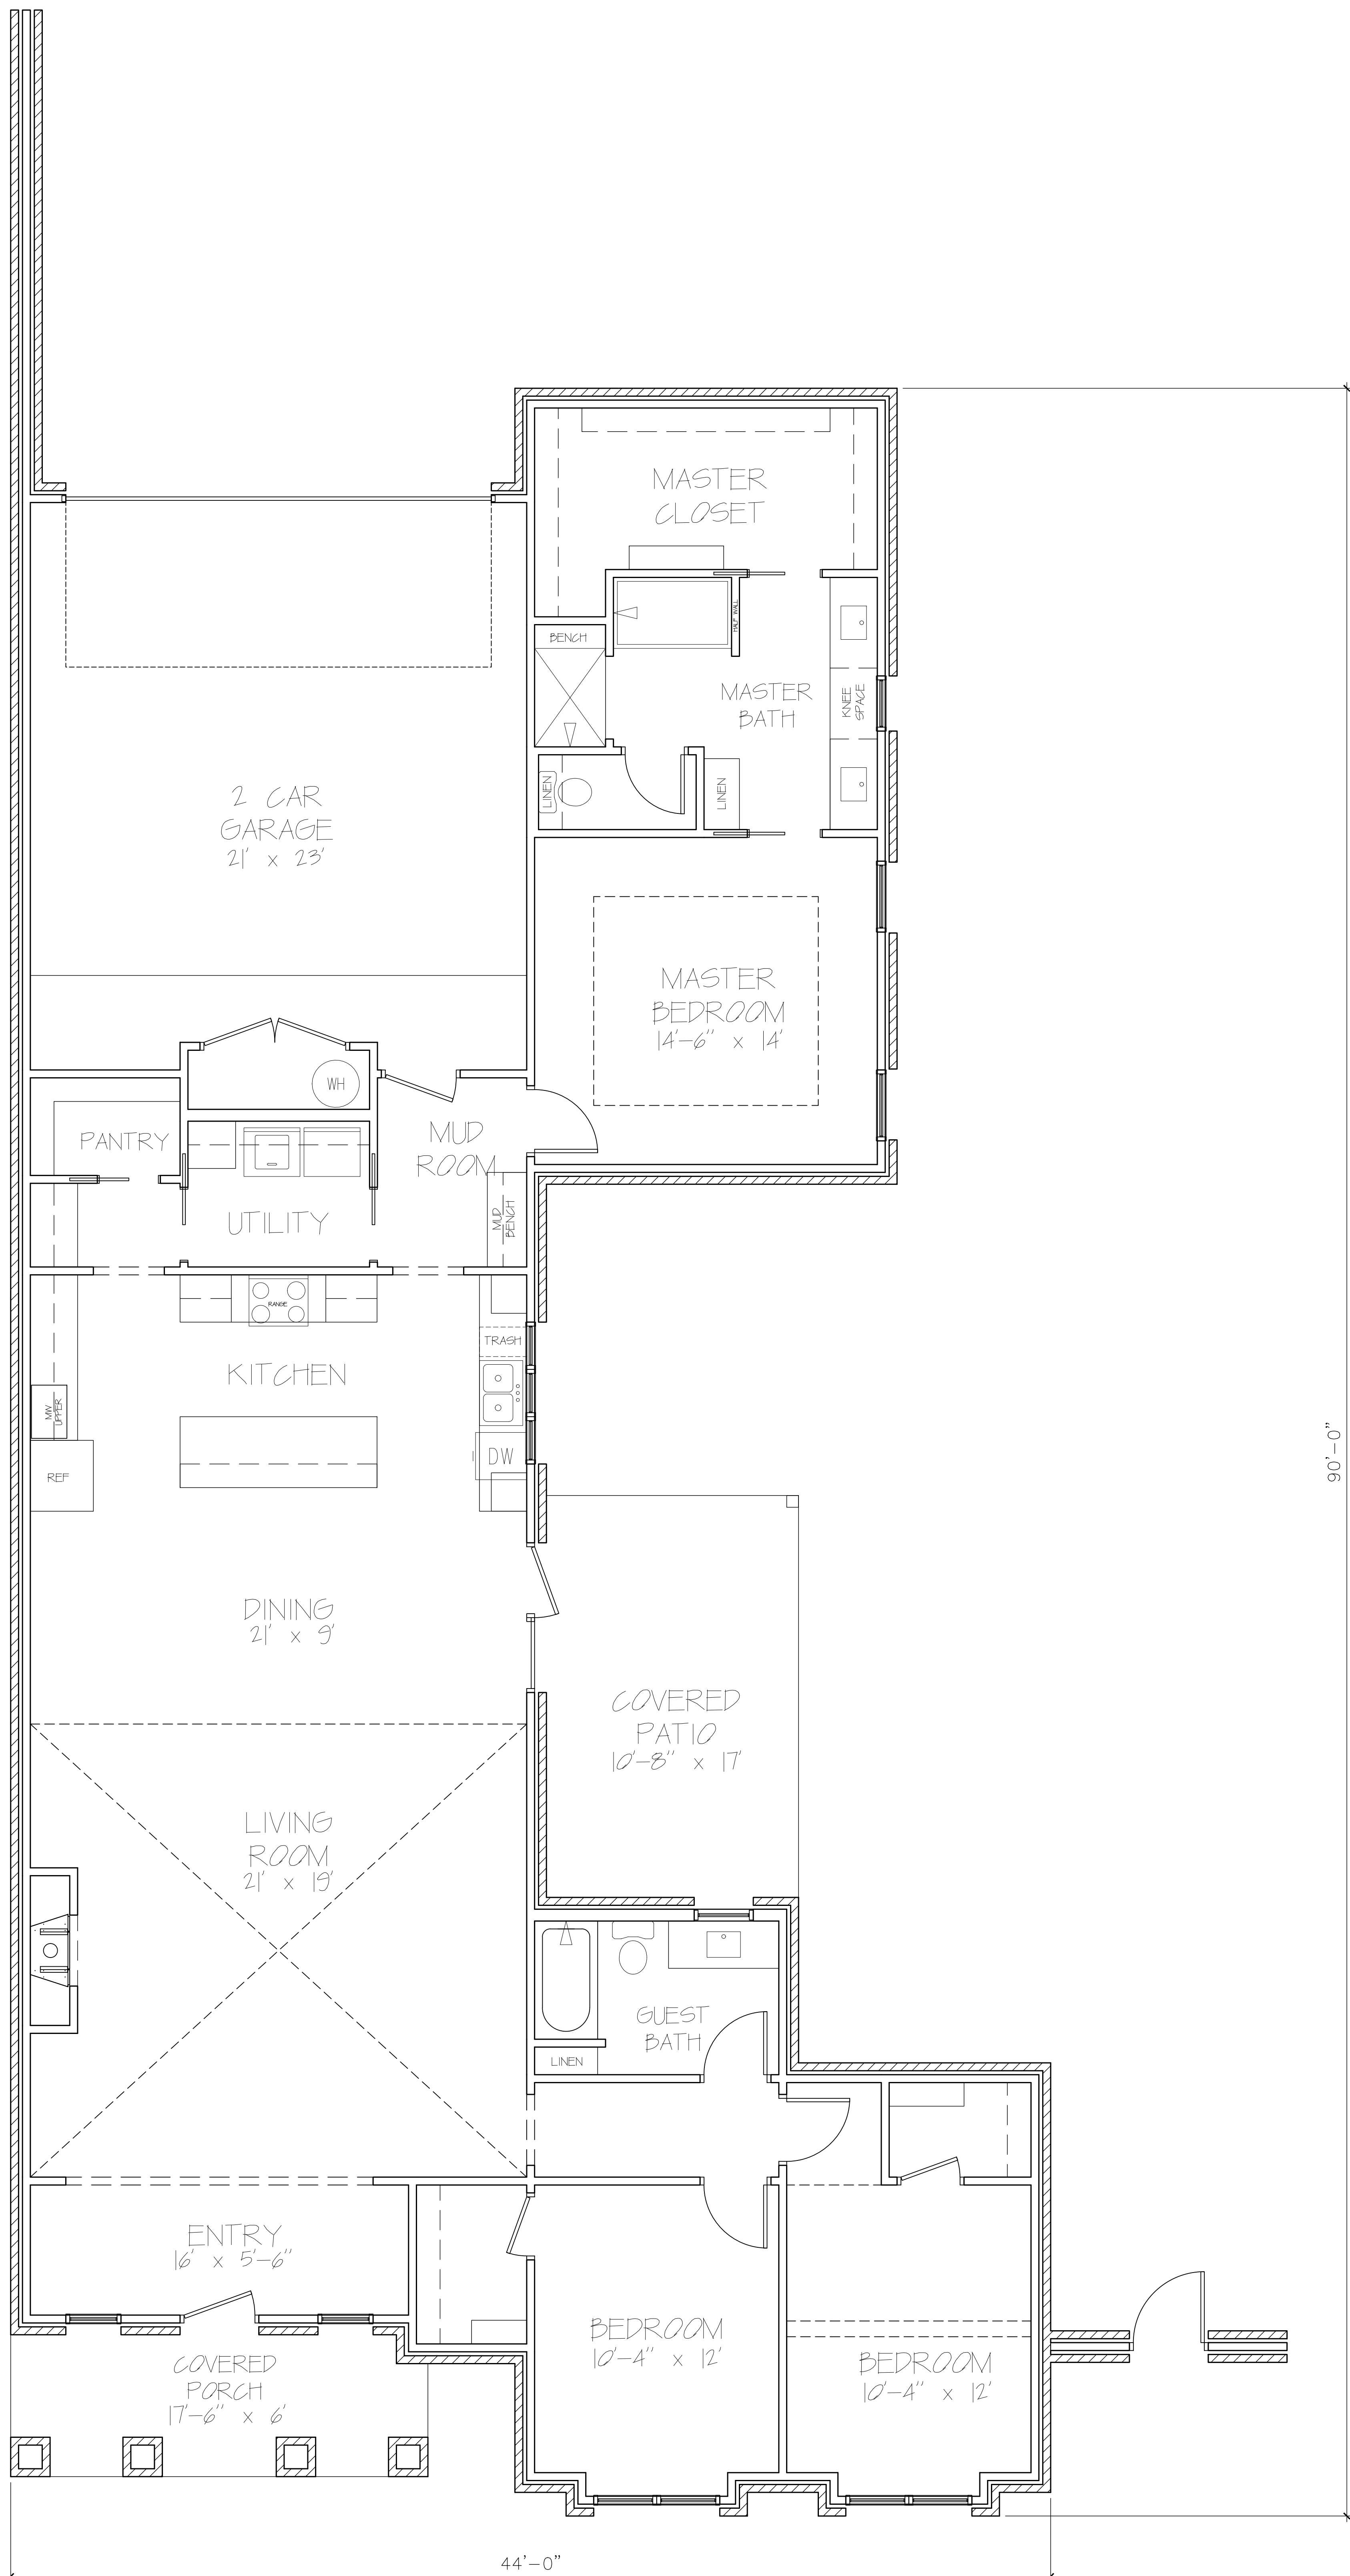 MASTER
CLOSET
BENCH
HALF WALL
MASTER
BATH
KNEE
SPACE
LINEN
LINEN
2 CAR
GARAGE
21' x 23'
MASTER
BEDROOM
14'-6" x 14'
WH
PANTRY
MUD
ROOM
MUD
BENCH
UTILITY
RANGE
TRASH
KITCHEN
MW
UPPER
REF
DW
90'-0"
DINING
21' x 9'
COVERED
PATIO
10'-8" x 17'
LIVING
ROOM
21' x 19'
GUEST
BATH
LINEN
ENTRY
16' x 5'-6"
BEDROOM
10'-4" x 12'
BEDROOM
10'-4" x 12'
COVERED
PORCH
17'-6" x 6'
44'-0"